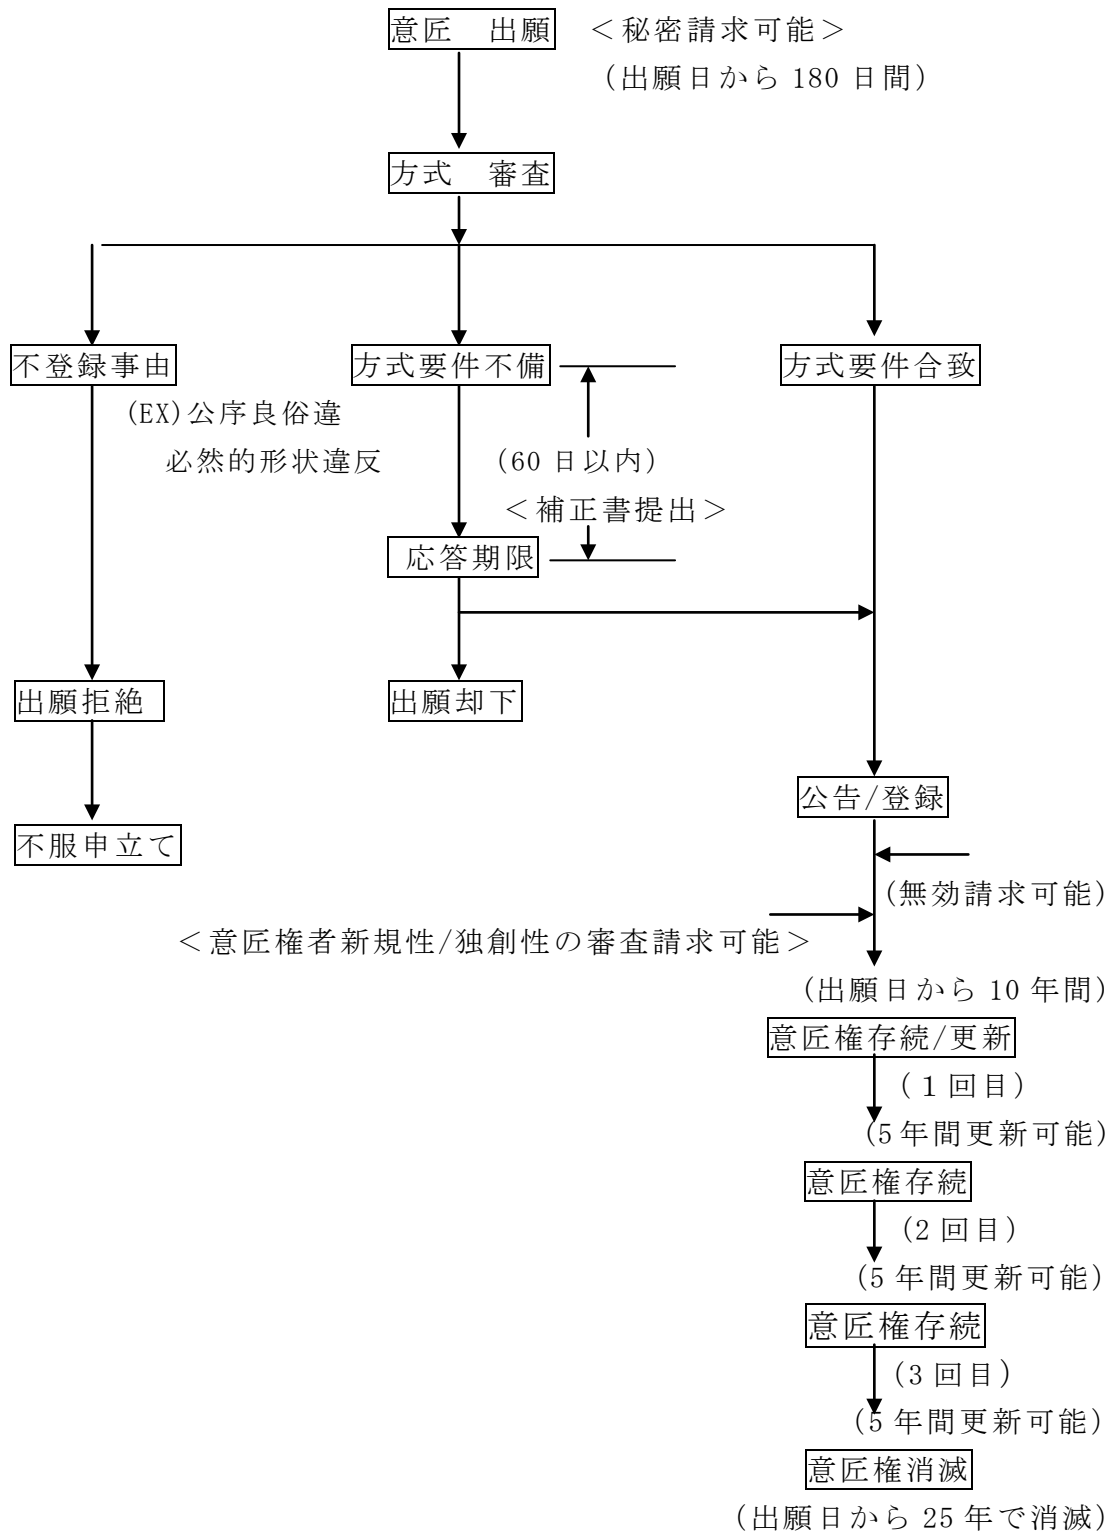 意匠　出願　＜秘密請求可能＞
(出願日から 180 日間)
方式　審査
不登録事由　方式要件不備　方式要件合致
(EX)公序良俗違
必然的形状違反　(60 日以内)
＜補正書提出＞
応答期限
出願拒絶　出願却下
公告/登録
不服申立て
(無効請求可能)
＜意匠権者新規性/独創性の審査請求可能＞
(出願日から 10 年間)
意匠権存続/更新
(１回目)
(5 年間更新可能)
意匠権存続
(2 回目)
(5 年間更新可能)
意匠権存続
(3 回目)
(5 年間更新可能)
意匠権消滅
(出願日から 25 年で消滅)